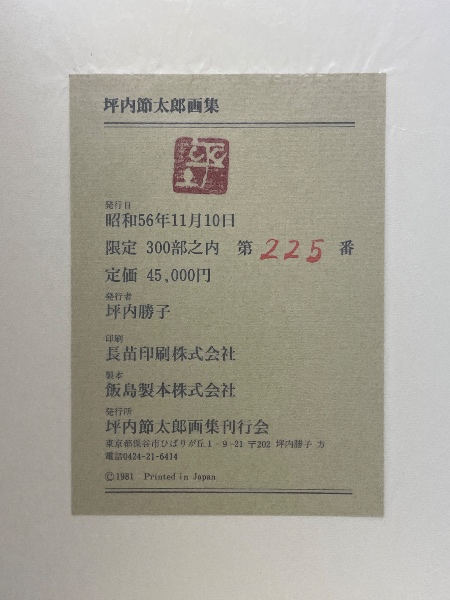 坪内節太郎画集
発行日
昭和56年11月10日
限定 300部之内 第225番
定価 45,000円
発行者
坪内勝子
印刷
長苗印刷株式会社
製本
飯島製本株式会社
発行所
坪内節太郎画集刊行会
東京都保谷市ひばりが丘1-9-21 〒202 坪内勝子 方
電話0424-21-6414
©1981 Printed in Japan